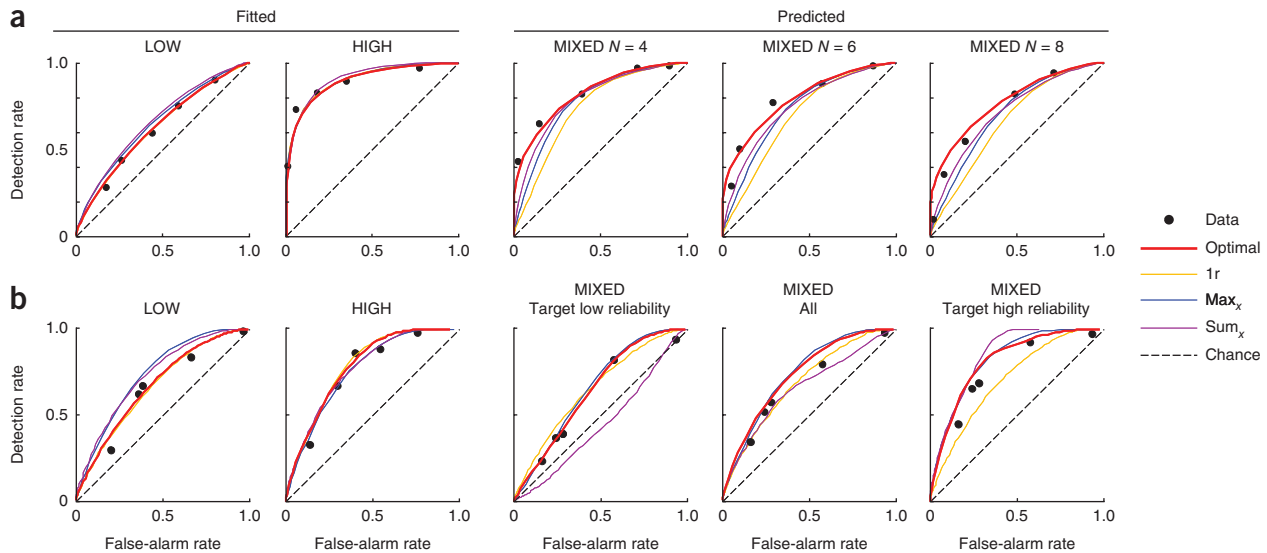 a
Fitted
Predicted
LOW
HIGH
MIXED N = 4
MIXED N = 6
MIXED N = 8
Detection rate
1.0
0.5
0
0 0.5 1.0
0 0.5 1.0
0 0.5 1.0
0 0.5 1.0
0 0.5 1.0
Data
Optimal
1r
Maxx
Sumx
Chance
b
LOW
HIGH
MIXED
Target low reliability
MIXED
All
MIXED
Target high reliability
Detection rate
1.0
0.5
0
0 0.5 1.0
0 0.5 1.0
0 0.5 1.0
0 0.5 1.0
0 0.5 1.0
False-alarm rate
False-alarm rate
False-alarm rate
False-alarm rate
False-alarm rate